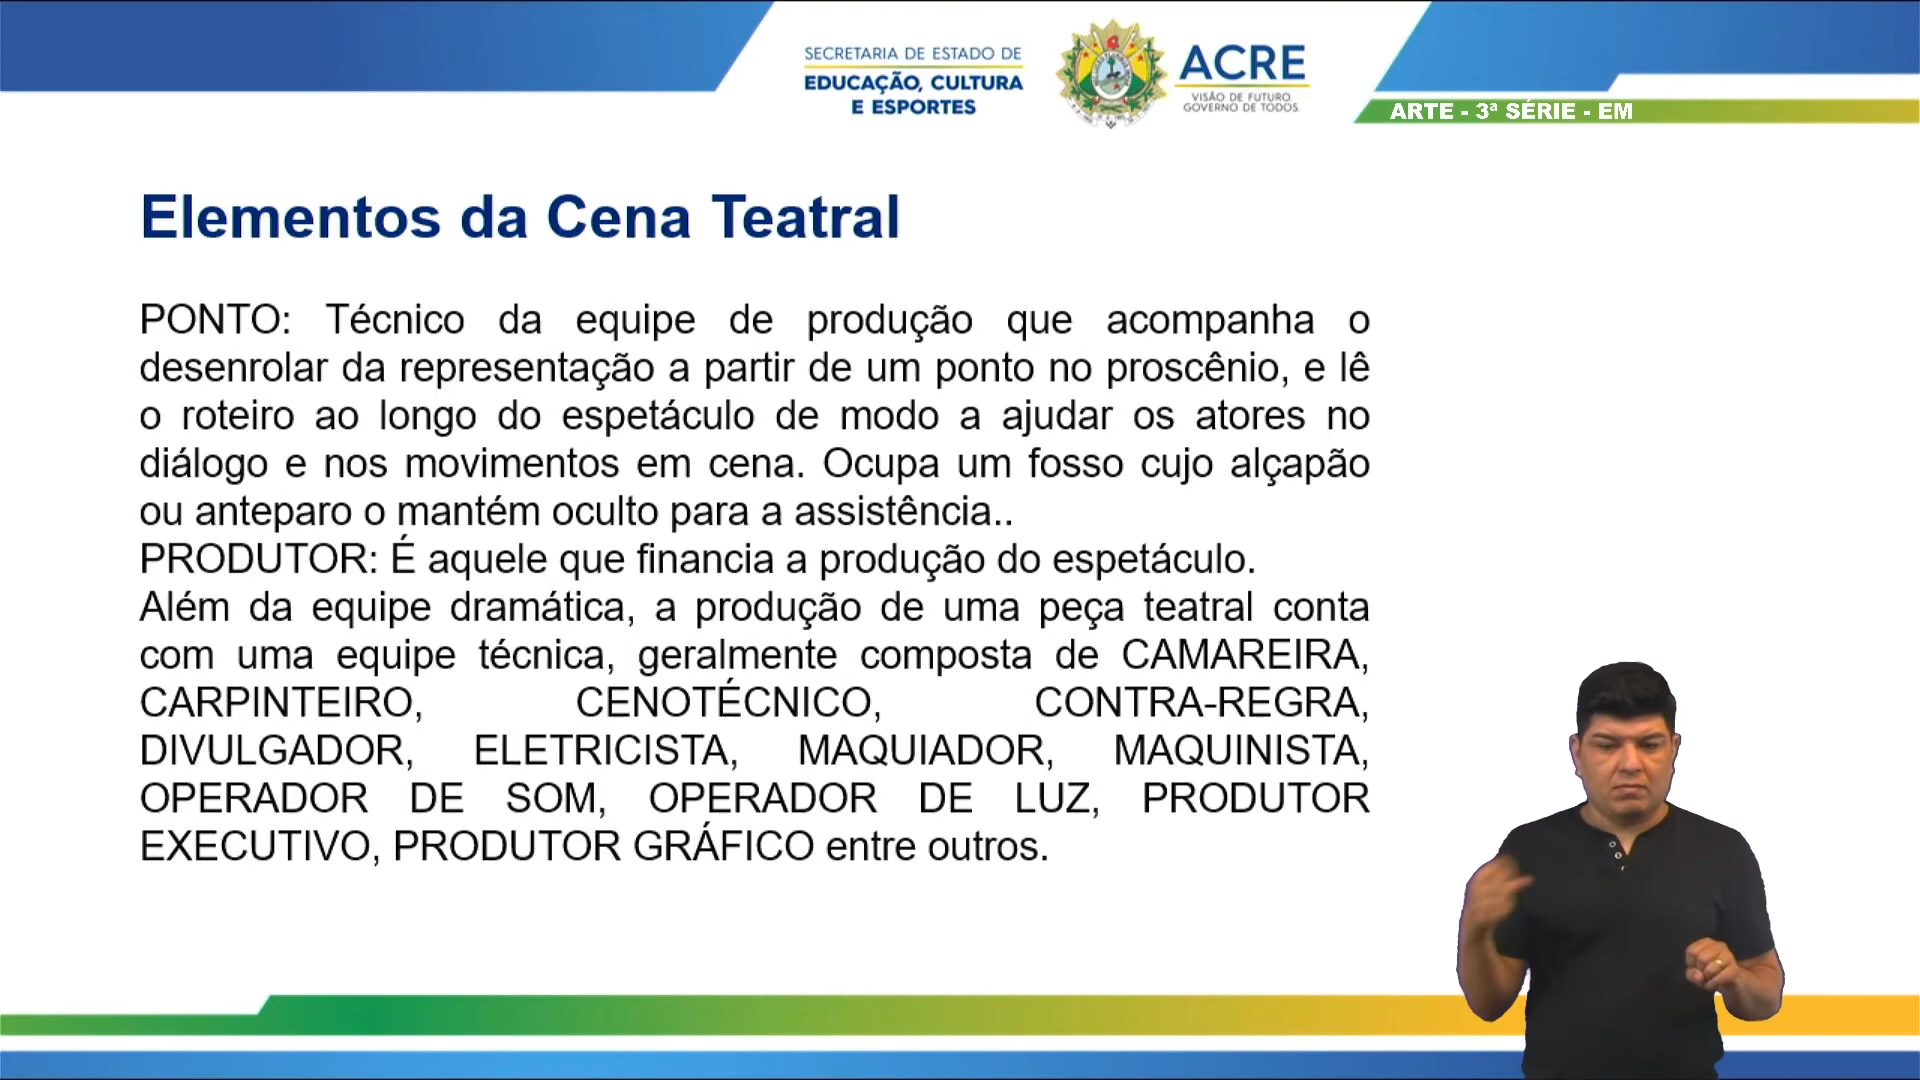 SECRETARIA DE ESTADO DE
EDUCAÇÃO, CULTURA
E ESPORTES
ACRE
VISÃO DE FUTURO
GOVERNO DE TODOS
ARTE - 3ª SÉRIE - EM
Elementos da Cena Teatral
PONTO: Técnico da equipe de produção que acompanha o
desenrolar da representação a partir de um ponto no proscênio, e lê
o roteiro ao longo do espetáculo de modo a ajudar os atores no
diálogo e nos movimentos em cena. Ocupa um fosso cujo alçapão
ou anteparo o mantém oculto para a assistência..
PRODUTOR: É aquele que financia a produção do espetáculo.
Além da equipe dramática, a produção de uma peça teatral conta
com uma equipe técnica, geralmente composta de CAMAREIRA,
CARPINTEIRO, CENOTÉCNICO, CONTRA-REGRA,
DIVULGADOR, ELETRICISTA, MAQUIADOR, MAQUINISTA,
OPERADOR DE SOM, OPERADOR DE LUZ, PRODUTOR
EXECUTIVO, PRODUTOR GRÁFICO entre outros.